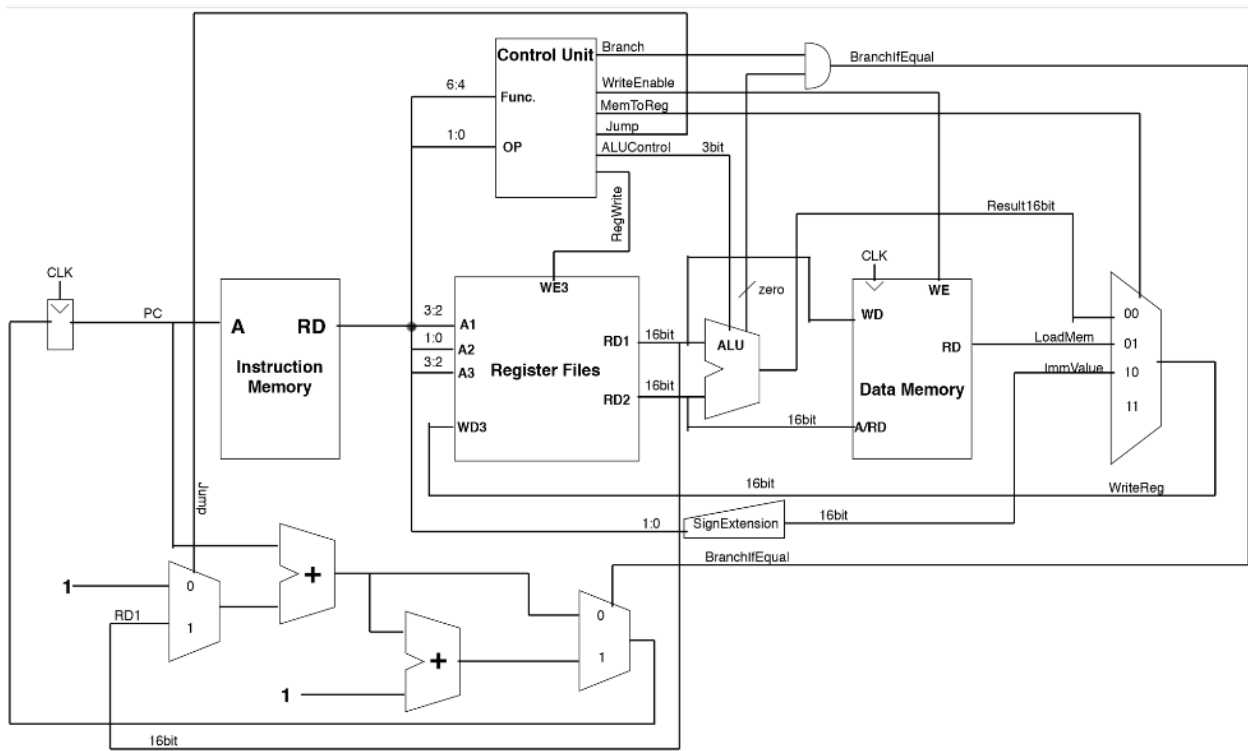 Control Unit
Branch
BranchIfEqual
WriteEnable
6:4
Func.
MemToReg
Jump
1:0
OP
ALUControl
3bit
RegWrite
Result16bit
CLK
CLK
WE3
zero
WE
PC
A
RD
3:2
A1
RD1
16bit
ALU
WD
00
1:0
A2
RD
LoadMem
01
Instruction
Memory
3:2
A3
Register Files
16bit
Data Memory
ImmValue
10
RD2
11
WD3
16bit
A/RD
Jump
16bit
WriteReg
1:0
SignExtension
16bit
BranchIfEqual
1
0
+
RD1
1
0
+
1
1
16bit